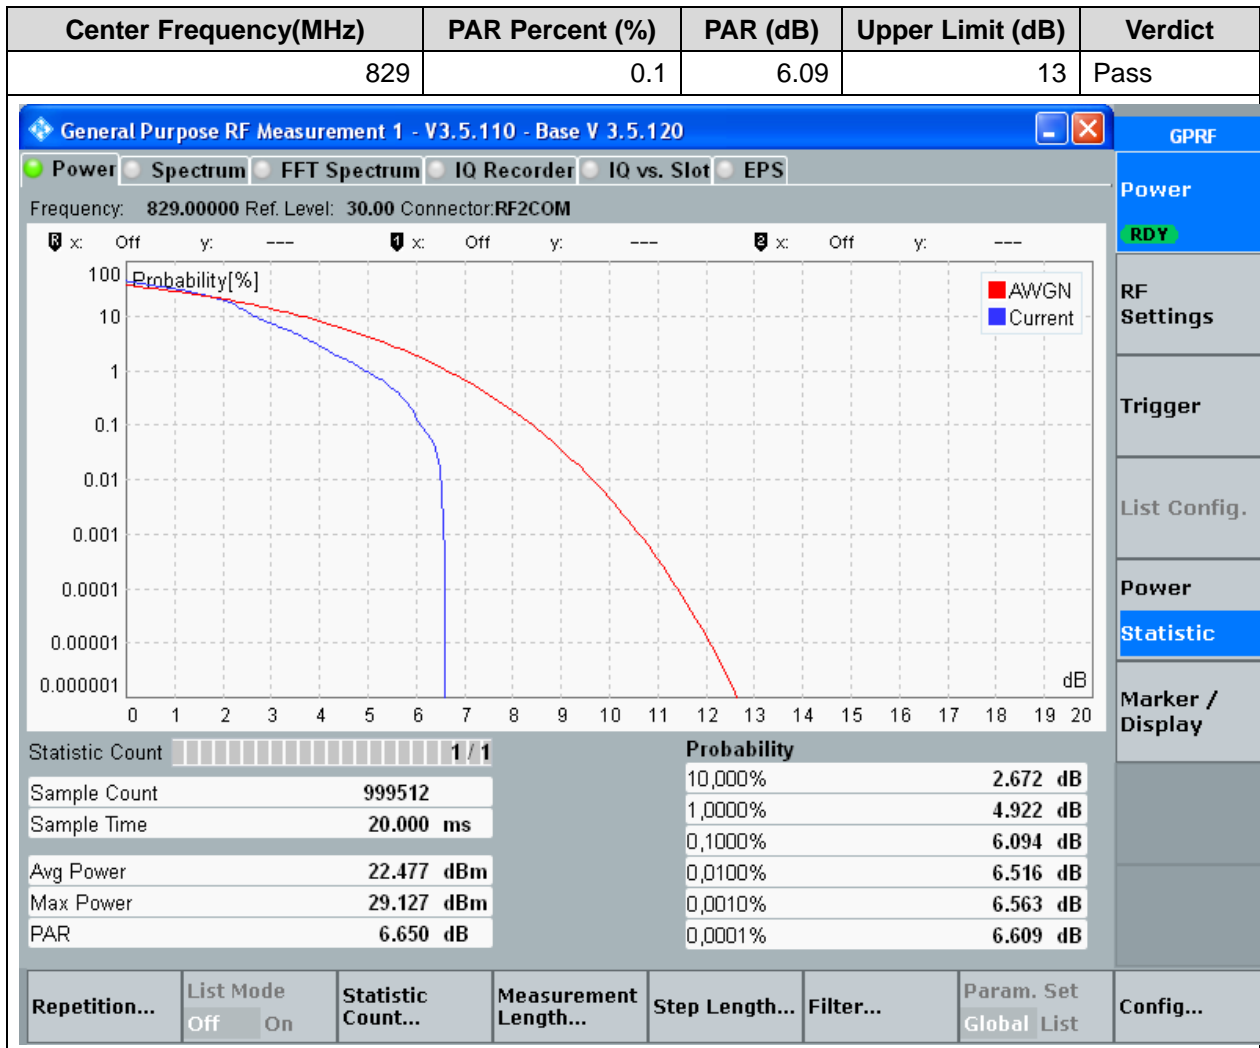 Center Frequency(MHz) PAR Percent (%) PAR (dB) Upper Limit (dB) Verdict
829 0.1 6.09 13 Pass
General Purpose RF Measurement 1 - V3.5.110 - Base V 3.5.120
GPRF
Power Spectrum FFT Spectrum IQ Recorder IQ vs. Slot EPS
Power
RDY
Frequency: 829.00000 Ref. Level: 30.00 Connector:RF2COM
R x: Off y: --- 1 x: Off y: --- 2 x: Off y: ---
Probability[%]
AWGN
Current
100
10
1
0.1
0.01
0.001
0.0001
0.00001
0.000001
dB
0 1 2 3 4 5 6 7 8 9 10 11 12 13 14 15 16 17 18 19 20
RF
Settings
Trigger
List Config.
Power
Statistic
Marker /
Display
Statistic Count 1 / 1
Sample Count 999512
Sample Time 20.000 ms
Avg Power 22.477 dBm
Max Power 29.127 dBm
PAR 6.650 dB
Probability
10,000% 2.672 dB
1,0000% 4.922 dB
0,1000% 6.094 dB
0,0100% 6.516 dB
0,0010% 6.563 dB
0,0001% 6.609 dB
Repetition...
List Mode
Off On
Statistic
Count...
Measurement
Length...
Step Length...
Filter...
Param. Set
Global List
Config...